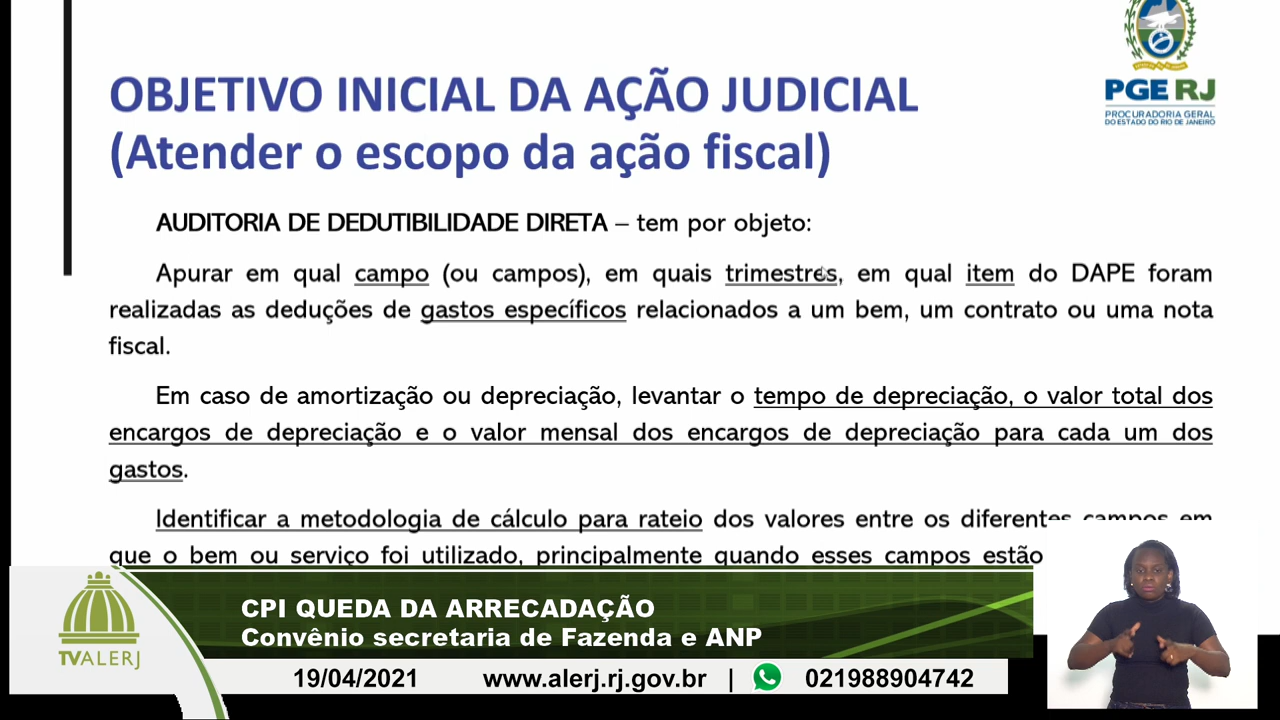 OBJETIVO INICIAL DA AÇÃO JUDICIAL
(Atender o escopo da ação fiscal)
PGE RJ
PROCURADORIA GERAL
DO ESTADO DO RIO DE JANEIRO
AUDITORIA DE DEDUTIBILIDADE DIRETA – tem por objeto:
Apurar em qual campo (ou campos), em quais trimestres, em qual item do DAPE foram
realizadas as deduções de gastos específicos relacionados a um bem, um contrato ou uma nota
fiscal.
Em caso de amortização ou depreciação, levantar o tempo de depreciação, o valor total dos
encargos de depreciação e o valor mensal dos encargos de depreciação para cada um dos
gastos.
Identificar a metodologia de cálculo para rateio dos valores entre os diferentes campos em
que o bem ou serviço foi utilizado, principalmente quando esses campos estão
CPI QUEDA DA ARRECADAÇÃO
Convênio secretaria de Fazenda e ANP
TVALERJ
19/04/2021 www.alerj.rj.gov.br | 021988904742